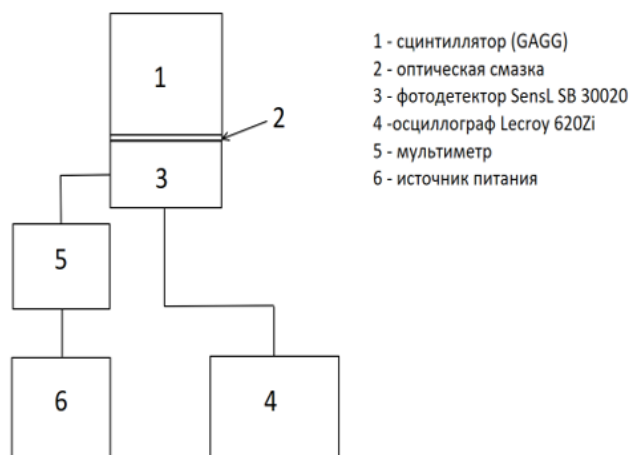 1
2
3
5
6
4
1 - сцинтиллятор (GAGG)
2 - оптическая смазка
3 - фотодетектор SensL SB 30020
4 -осциллограф Lecroy 620Zi
5 - мультиметр
6 - источник питания